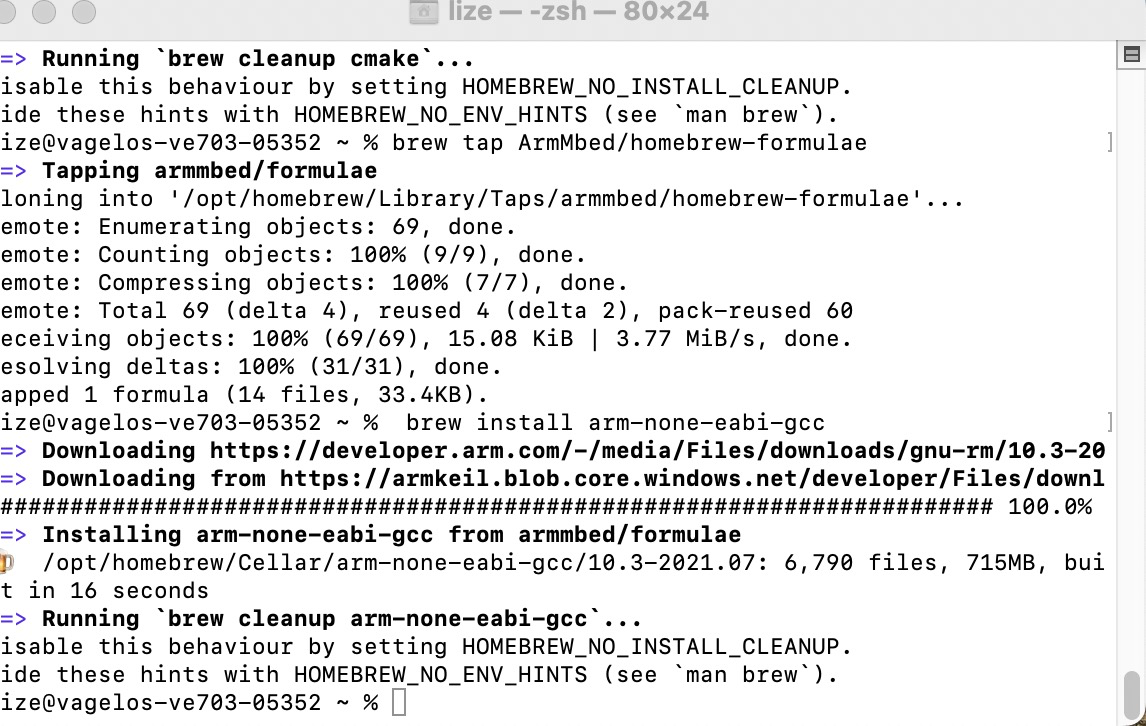 lize — -zsh — 80×24
=> Running `brew cleanup cmake`...
isable this behaviour by setting HOMEBREW_NO_INSTALL_CLEANUP.
ide these hints with HOMEBREW_NO_ENV_HINTS (see `man brew`).
ize@vagelos-ve703-05352 ~ % brew tap ArmMbed/homebrew-formulae ]
=> Tapping armmbed/formulae
loning into '/opt/homebrew/Library/Taps/armmbed/homebrew-formulae'...
emote: Enumerating objects: 69, done.
emote: Counting objects: 100% (9/9), done.
emote: Compressing objects: 100% (7/7), done.
emote: Total 69 (delta 4), reused 4 (delta 2), pack-reused 60
eceiving objects: 100% (69/69), 15.08 KiB | 3.77 MiB/s, done.
esolving deltas: 100% (31/31), done.
apped 1 formula (14 files, 33.4KB).
ize@vagelos-ve703-05352 ~ %  brew install arm-none-eabi-gcc ]
=> Downloading https://developer.arm.com/-/media/Files/downloads/gnu-rm/10.3-20
=> Downloading from https://armkeil.blob.core.windows.net/developer/Files/downl
####################################################################### 100.0%
=> Installing arm-none-eabi-gcc from armmbed/formulae
🍺  /opt/homebrew/Cellar/arm-none-eabi-gcc/10.3-2021.07: 6,790 files, 715MB, bui
t in 16 seconds
=> Running `brew cleanup arm-none-eabi-gcc`...
isable this behaviour by setting HOMEBREW_NO_INSTALL_CLEANUP.
ide these hints with HOMEBREW_NO_ENV_HINTS (see `man brew`).
ize@vagelos-ve703-05352 ~ %